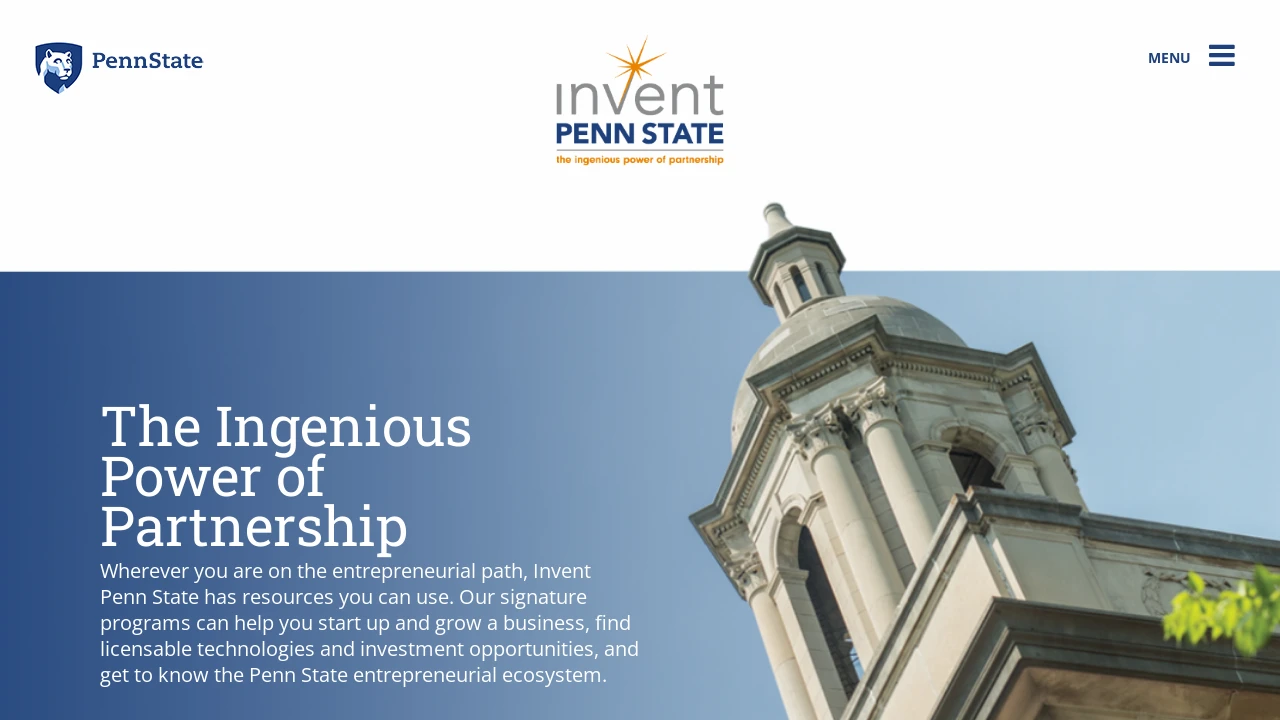 PennState
invent
PENN STATE
the ingenious power of partnership
MENU
The Ingenious
Power of
Partnership
Wherever you are on the entrepreneurial path, Invent
Penn State has resources you can use. Our signature
programs can help you start up and grow a business, find
licensable technologies and investment opportunities, and
get to know the Penn State entrepreneurial ecosystem.